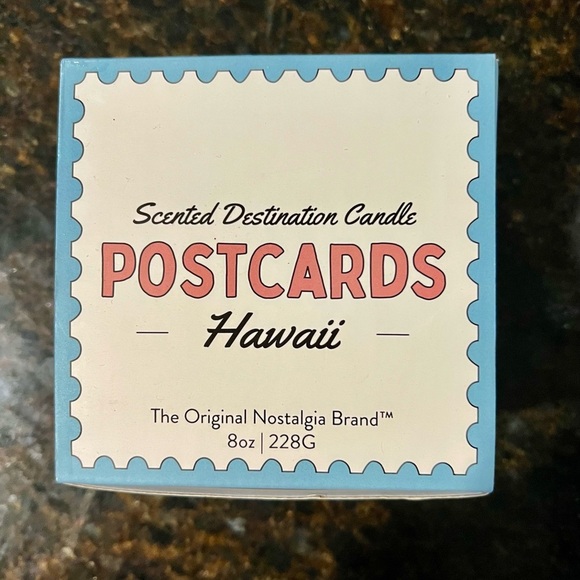 Scented Destination Candle
POSTCARDS
Hawaii
The Original Nostalgia Brand™
8oz | 228G